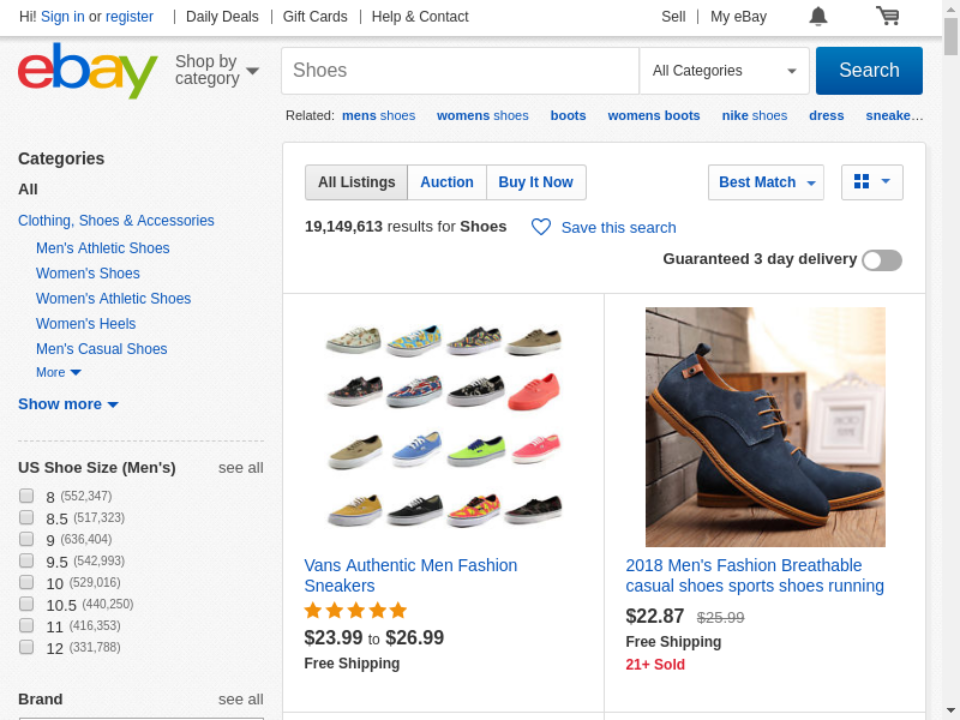 Hi! Sign in or register | Daily Deals | Gift Cards | Help & Contact Sell | My eBay
ebay
Shop by
category
Shoes
All Categories
Search
Related: mens shoes womens shoes boots womens boots nike shoes dress sneake…
Categories
All
Clothing, Shoes & Accessories
Men's Athletic Shoes
Women's Shoes
Women's Athletic Shoes
Women's Heels
Men's Casual Shoes
More
Show more
US Shoe Size (Men's) see all
8 (552,347)
8.5 (517,323)
9 (636,404)
9.5 (542,993)
10 (529,016)
10.5 (440,250)
11 (416,353)
12 (331,788)
Brand see all
All Listings Auction Buy It Now
Best Match
19,149,613 results for Shoes
Save this search
Guaranteed 3 day delivery
Vans Authentic Men Fashion
Sneakers
$23.99 to $26.99
Free Shipping
PHOTO
2018 Men's Fashion Breathable
casual shoes sports shoes running
$22.87 $25.99
Free Shipping
21+ Sold